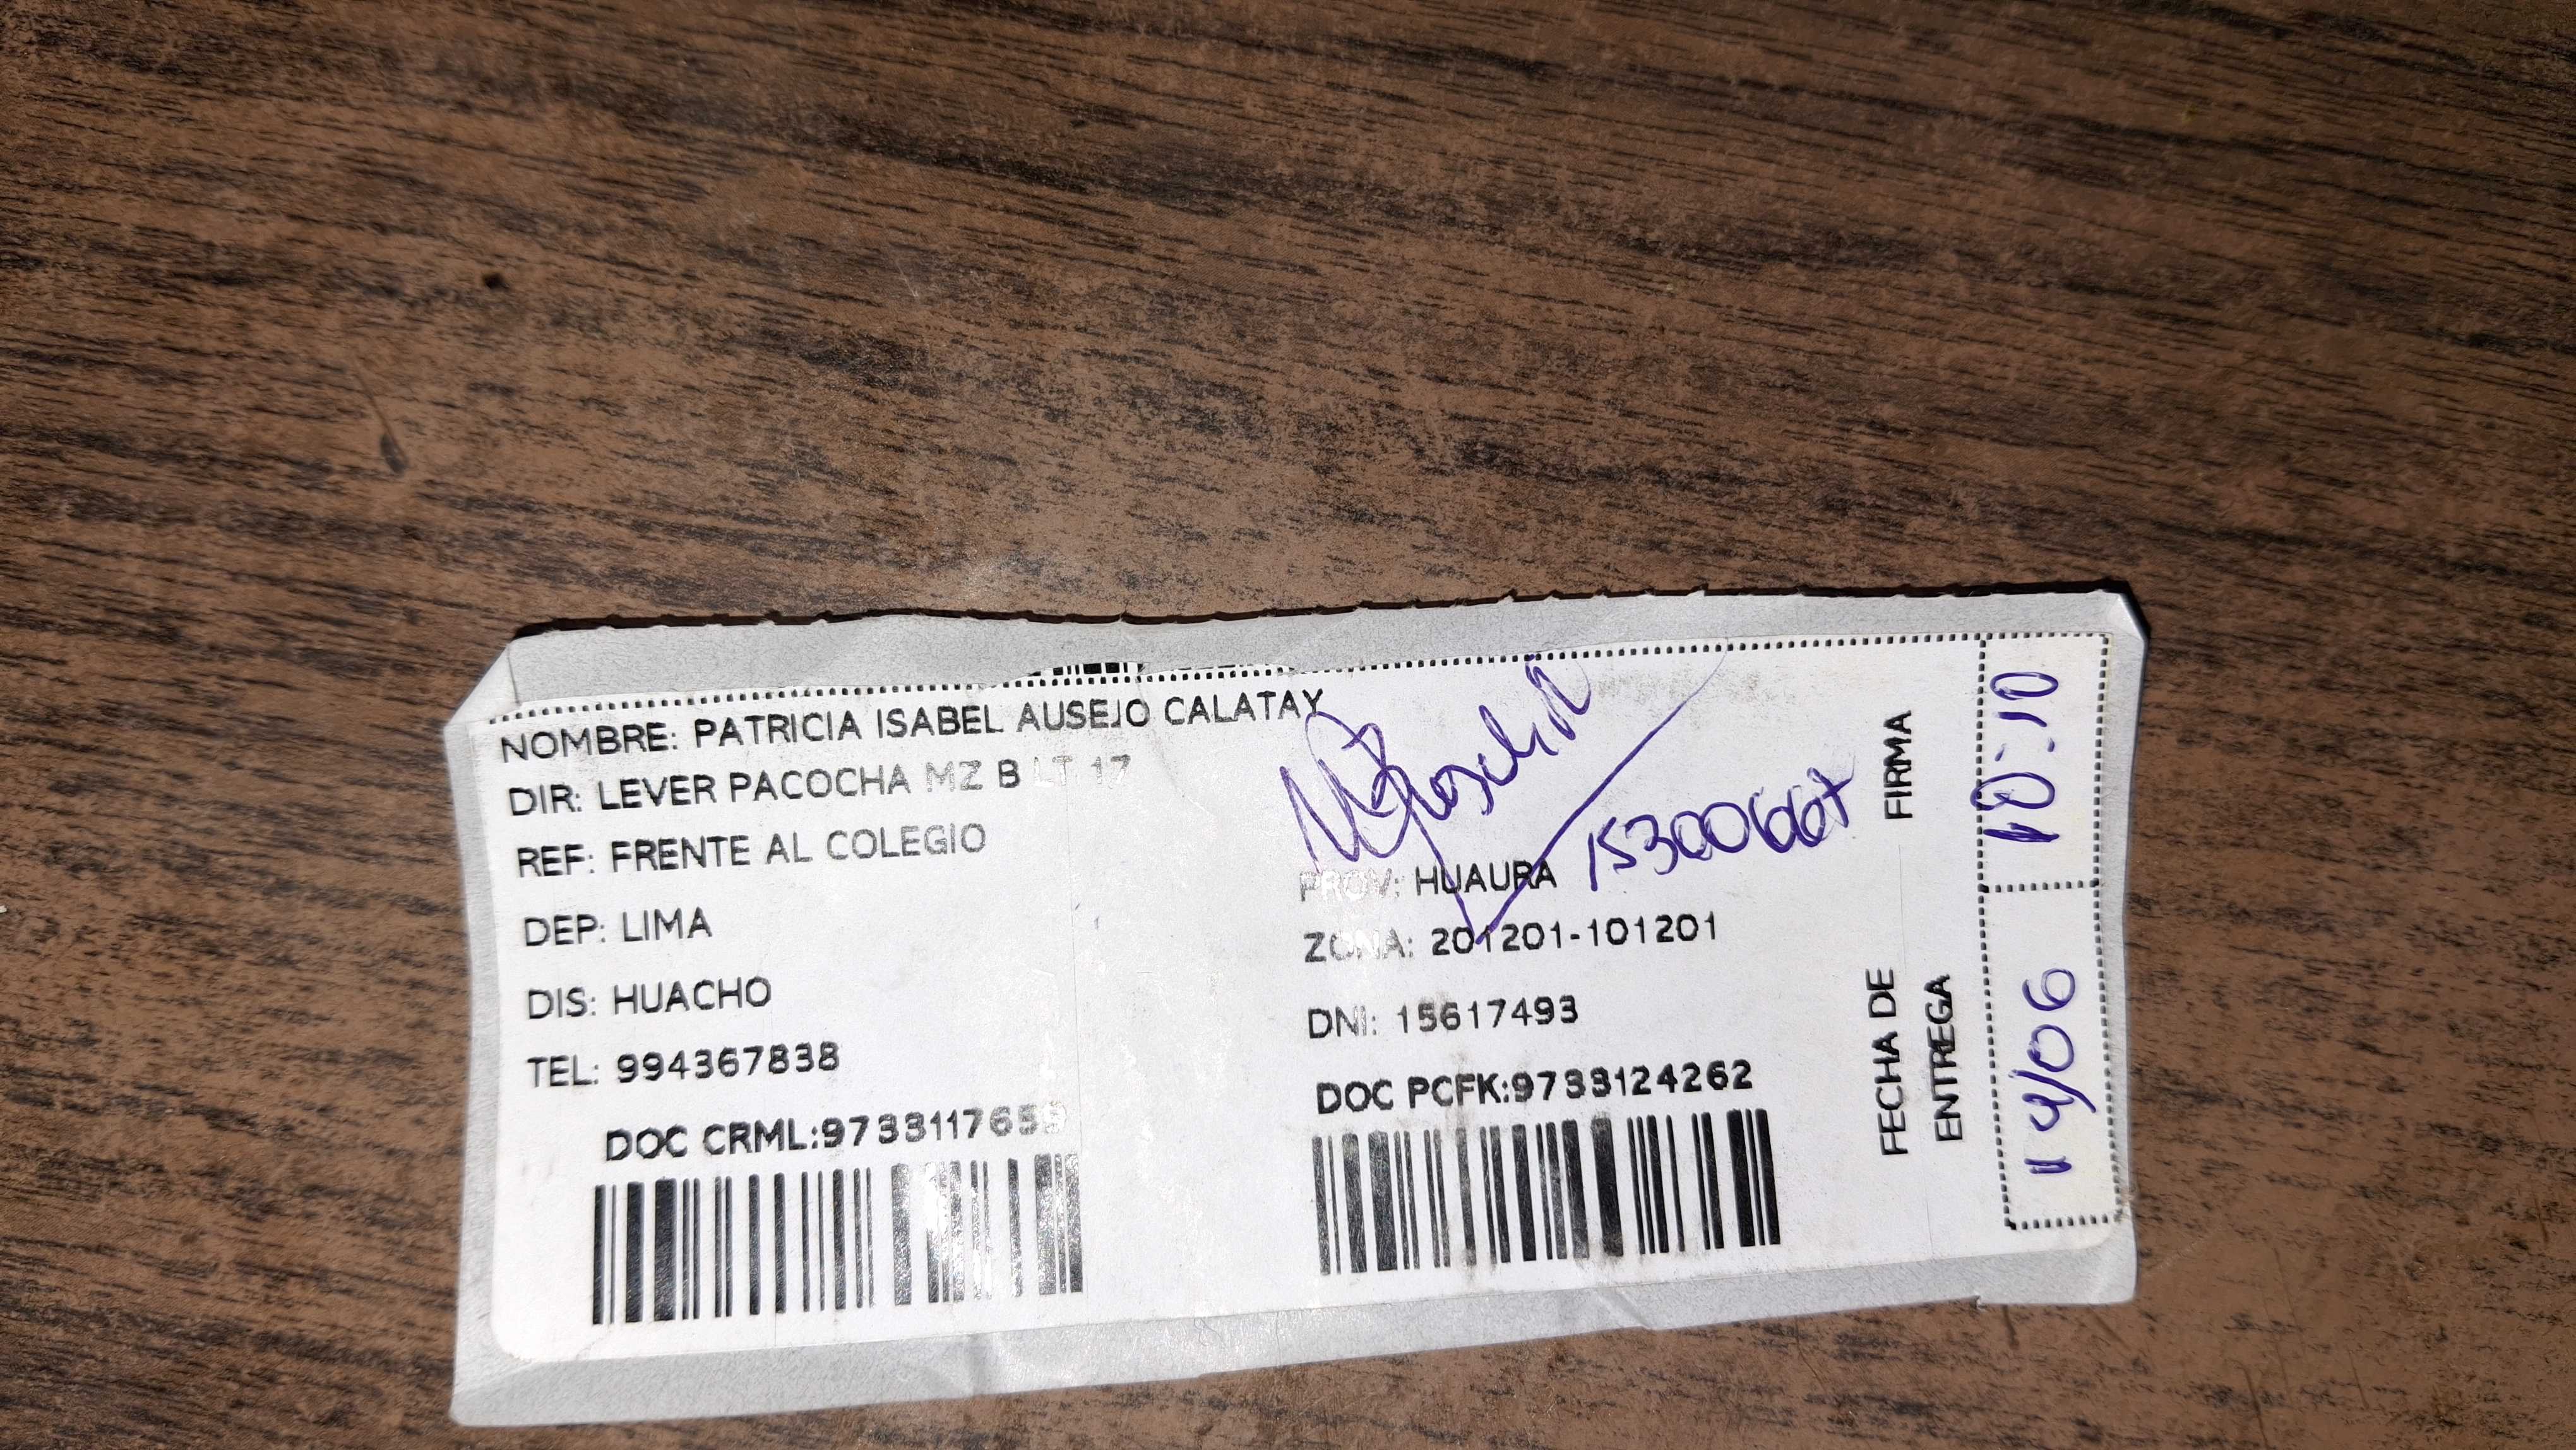 NOMBRE: PATRICIA ISABEL AUSEJO CALATAY
DIR: LEVER PACOCHA MZ B LT 17
REF: FRENTE AL COLEGIO
DEP: LIMA
PROV: HUAURA
15300667
DIS: HUACHO
ZONA: 201201-101201
TEL: 994367838
DNI: 15617493
DOC CRML:9733117659
DOC PCFK:9733124262
FIRMA
10:10
FECHA DE
ENTREGA
14/06